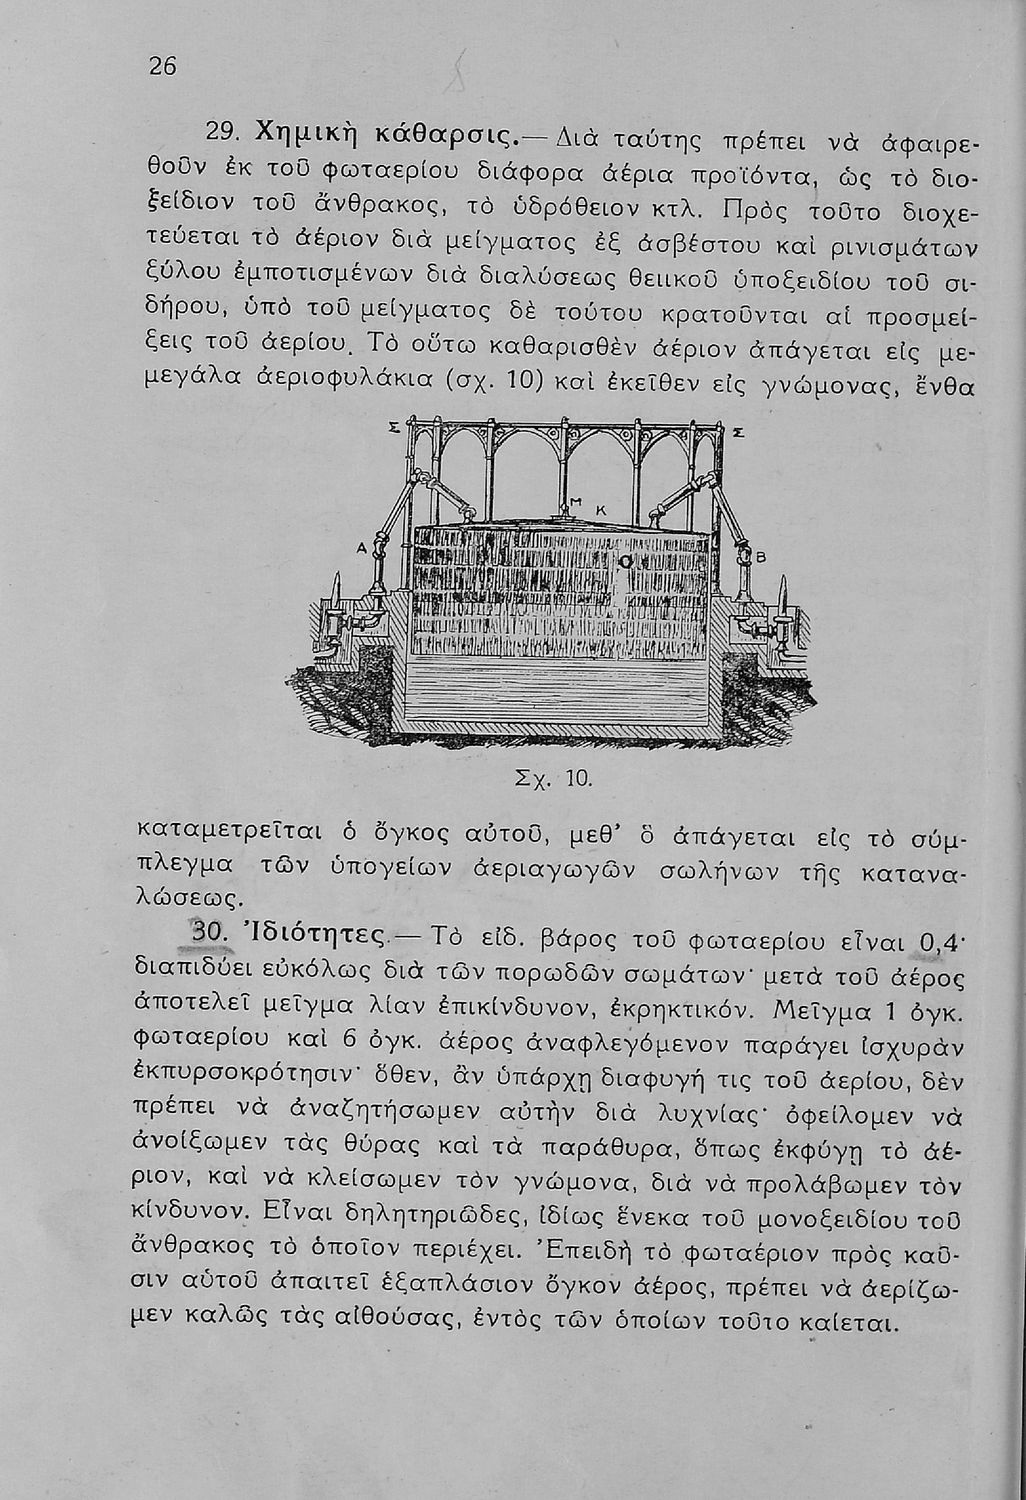 26
29. Χημικὴ κάθαρσις.— Διὰ ταύτης πρέπει νὰ ἀφαιρε-
θοῦν ἐκ τοῦ φωταερίου διάφορα ἀέρια προϊόντα, ὡς τὸ διο-
ξείδιον τοῦ ἄνθρακος, τὸ ὑδρόθειον κτλ. Πρὸς τοῦτο διοχε-
τεύεται τὸ ἀέριον διὰ μείγματος ἐξ ἀσβέστου καὶ ρινισμάτων
ξύλου ἐμποτισμένων διὰ διαλύσεως θειικοῦ ὑποξειδίου τοῦ σι-
δήρου, ὑπὸ τοῦ μείγματος δὲ τούτου κρατοῦνται αἱ προσμεί-
ξεις τοῦ ἀερίου. Τὸ οὕτω καθαρισθὲν ἀέριον ἀπάγεται εἰς με-
μεγάλα ἀεριοφυλάκια (σχ. 10) καὶ ἐκεῖθεν εἰς γνώμονας, ἔνθα
Σ Σ
Μ Κ
Α Β
Ο
Σχ. 10.
καταμετρεῖται ὁ ὄγκος αὐτοῦ, μεθ’ ὃ ἀπάγεται εἰς τὸ σύμ-
πλεγμα τῶν ὑπογείων ἀεριαγωγῶν σωλήνων τῆς κατανα-
λώσεως.
30. Ἰδιότητες.— Τὸ εἰδ. βάρος τοῦ φωταερίου εἶναι 0,4·
διαπιδύει εὐκόλως διὰ τῶν πορωδῶν σωμάτων· μετὰ τοῦ ἀέρος
ἀποτελεῖ μεῖγμα λίαν ἐπικίνδυνον, ἐκρηκτικόν. Μεῖγμα 1 ὀγκ.
φωταερίου καὶ 6 ὀγκ. ἀέρος ἀναφλεγόμενον παράγει ἰσχυρὰν
ἐκπυρσοκρότησιν· ὅθεν, ἂν ὑπάρχῃ διαφυγή τις τοῦ ἀερίου, δὲν
πρέπει νὰ ἀναζητήσωμεν αὐτὴν διὰ λυχνίας· ὀφείλομεν νὰ
ἀνοίξωμεν τὰς θύρας καὶ τὰ παράθυρα, ὅπως ἐκφύγῃ τὸ ἀέ-
ριον, καὶ νὰ κλείσωμεν τὸν γνώμονα, διὰ νὰ προλάβωμεν τὸν
κίνδυνον. Εἶναι δηλητηριῶδες, ἰδίως ἕνεκα τοῦ μονοξειδίου τοῦ
ἄνθρακος τὸ ὁποῖον περιέχει. Ἐπειδὴ τὸ φωταέριον πρὸς καῦ-
σιν αὐτοῦ ἀπαιτεῖ ἑξαπλάσιον ὄγκον ἀέρος, πρέπει νὰ ἀερίζω-
μεν καλῶς τὰς αἰθούσας, ἐντὸς τῶν ὁποίων τοῦτο καίεται.